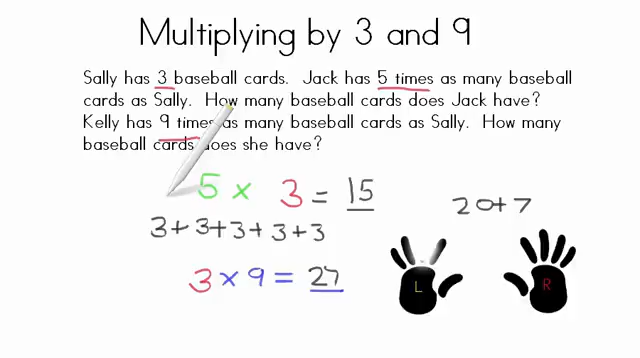 Multiplying by 3 and 9
Sally has 3 baseball cards. Jack has 5 times as many baseball
cards as Sally. How many baseball cards does Jack have?
Kelly has 9 times as many baseball cards as Sally. How many
baseball cards does she have?
5 × 3 = 15
20+7
3+3+3+3+3
3 × 9 = 27
L R